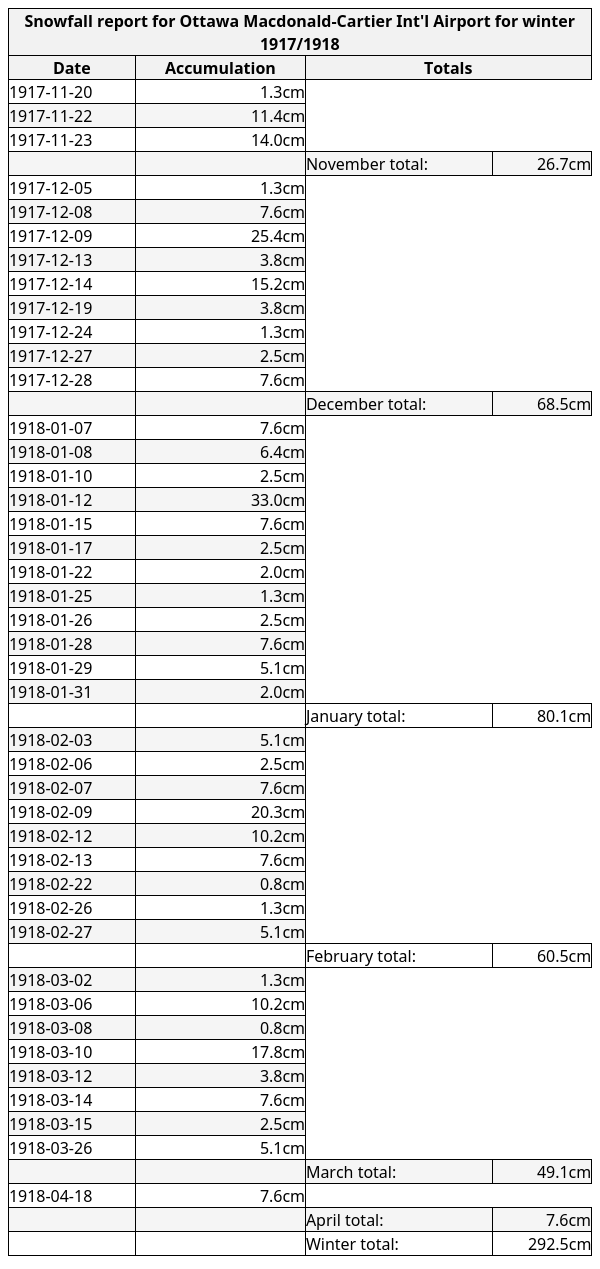 Snowfall report for Ottawa Macdonald-Cartier Int'l Airport for winter
1917/1918
Date Accumulation Totals
1917-11-20 1.3cm
1917-11-22 11.4cm
1917-11-23 14.0cm
November total: 26.7cm
1917-12-05 1.3cm
1917-12-08 7.6cm
1917-12-09 25.4cm
1917-12-13 3.8cm
1917-12-14 15.2cm
1917-12-19 3.8cm
1917-12-24 1.3cm
1917-12-27 2.5cm
1917-12-28 7.6cm
December total: 68.5cm
1918-01-07 7.6cm
1918-01-08 6.4cm
1918-01-10 2.5cm
1918-01-12 33.0cm
1918-01-15 7.6cm
1918-01-17 2.5cm
1918-01-22 2.0cm
1918-01-25 1.3cm
1918-01-26 2.5cm
1918-01-28 7.6cm
1918-01-29 5.1cm
1918-01-31 2.0cm
January total: 80.1cm
1918-02-03 5.1cm
1918-02-06 2.5cm
1918-02-07 7.6cm
1918-02-09 20.3cm
1918-02-12 10.2cm
1918-02-13 7.6cm
1918-02-22 0.8cm
1918-02-26 1.3cm
1918-02-27 5.1cm
February total: 60.5cm
1918-03-02 1.3cm
1918-03-06 10.2cm
1918-03-08 0.8cm
1918-03-10 17.8cm
1918-03-12 3.8cm
1918-03-14 7.6cm
1918-03-15 2.5cm
1918-03-26 5.1cm
March total: 49.1cm
1918-04-18 7.6cm
April total: 7.6cm
Winter total: 292.5cm